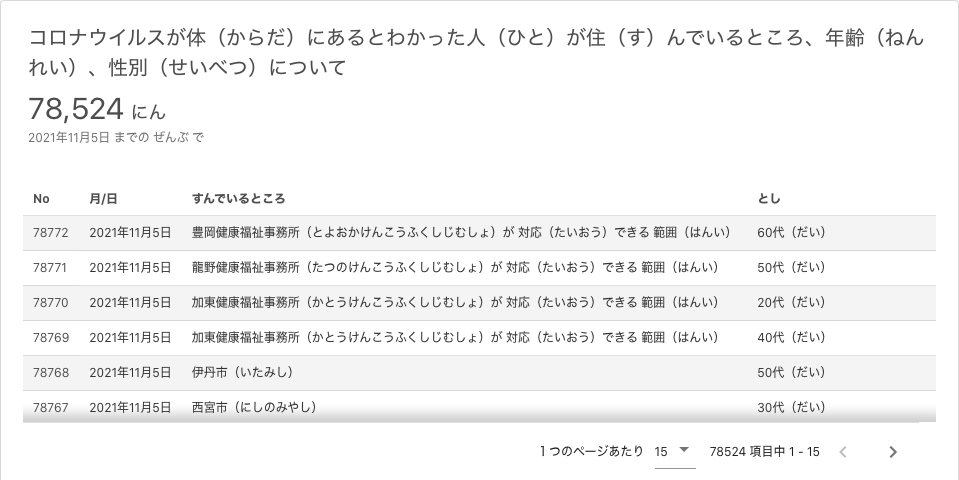 コロナウイルスが体（からだ）にあるとわかった人（ひと）が住（す）んでいるところ、年齢（ねん
れい）、性別（せいべつ）について
78,524 にん
2021年11月5日 までの ぜんぶ で
No 月/日 すんでいるところ とし
78772 2021年11月5日 豊岡健康福祉事務所（とよおかけんこうふくしじむしょ）が 対応（たいおう）できる 範囲（はんい） 60代（だい）
78771 2021年11月5日 龍野健康福祉事務所（たつのけんこうふくしじむしょ）が 対応（たいおう）できる 範囲（はんい） 50代（だい）
78770 2021年11月5日 加東健康福祉事務所（かとうけんこうふくしじむしょ）が 対応（たいおう）できる 範囲（はんい） 20代（だい）
78769 2021年11月5日 加東健康福祉事務所（かとうけんこうふくしじむしょ）が 対応（たいおう）できる 範囲（はんい） 40代（だい）
78768 2021年11月5日 伊丹市（いたみし） 50代（だい）
78767 2021年11月5日 西宮市（にしのみやし） 30代（だい）
1 つのページあたり 15 78524 項目中 1 - 15